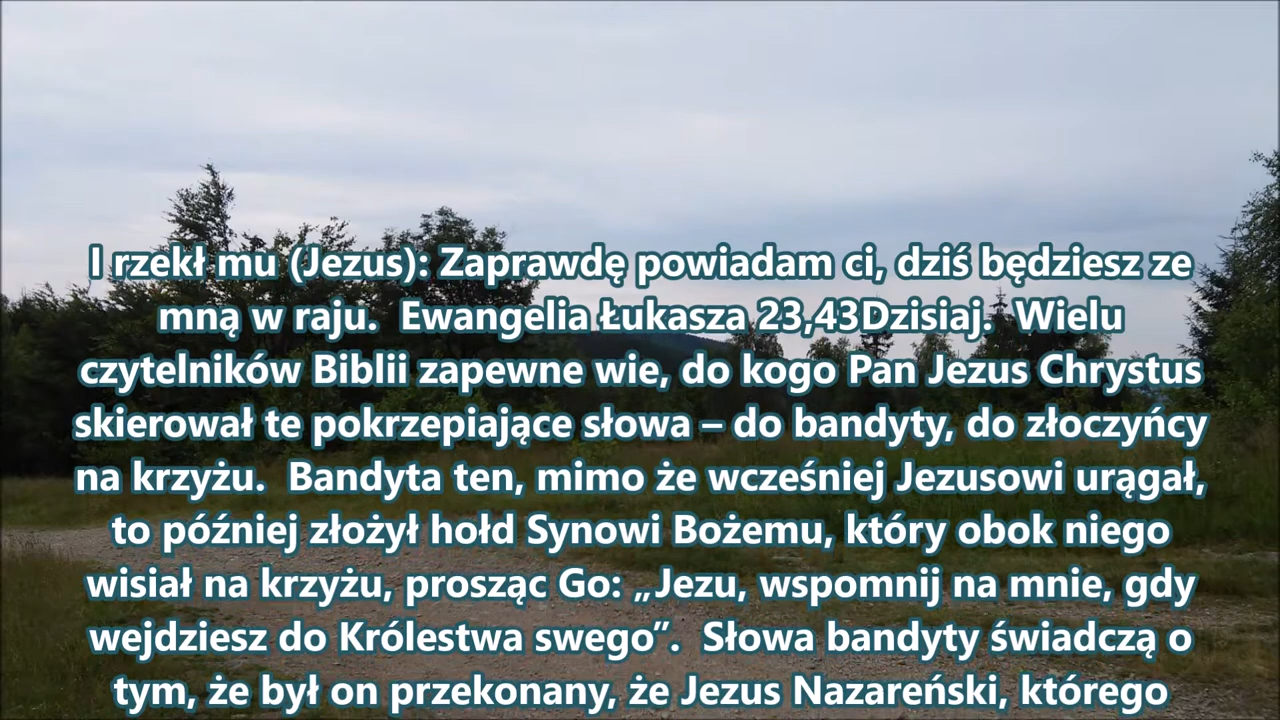 I rzekł mu (Jezus): Zaprawdę powiadam ci, dziś będziesz ze
mną w raju.  Ewangelia Łukasza 23,43Dzisiaj.  Wielu
czytelników Biblii zapewne wie, do kogo Pan Jezus Chrystus
skierował te pokrzepiające słowa – do bandyty, do złoczyńcy
na krzyżu.  Bandyta ten, mimo że wcześniej Jezusowi urągał,
to później złożył hołd Synowi Bożemu, który obok niego
wisiał na krzyżu, prosząc Go: „Jezu, wspomnij na mnie, gdy
wejdziesz do Królestwa swego”.  Słowa bandyty świadczą o
tym, że był on przekonany, że Jezus Nazareński, którego